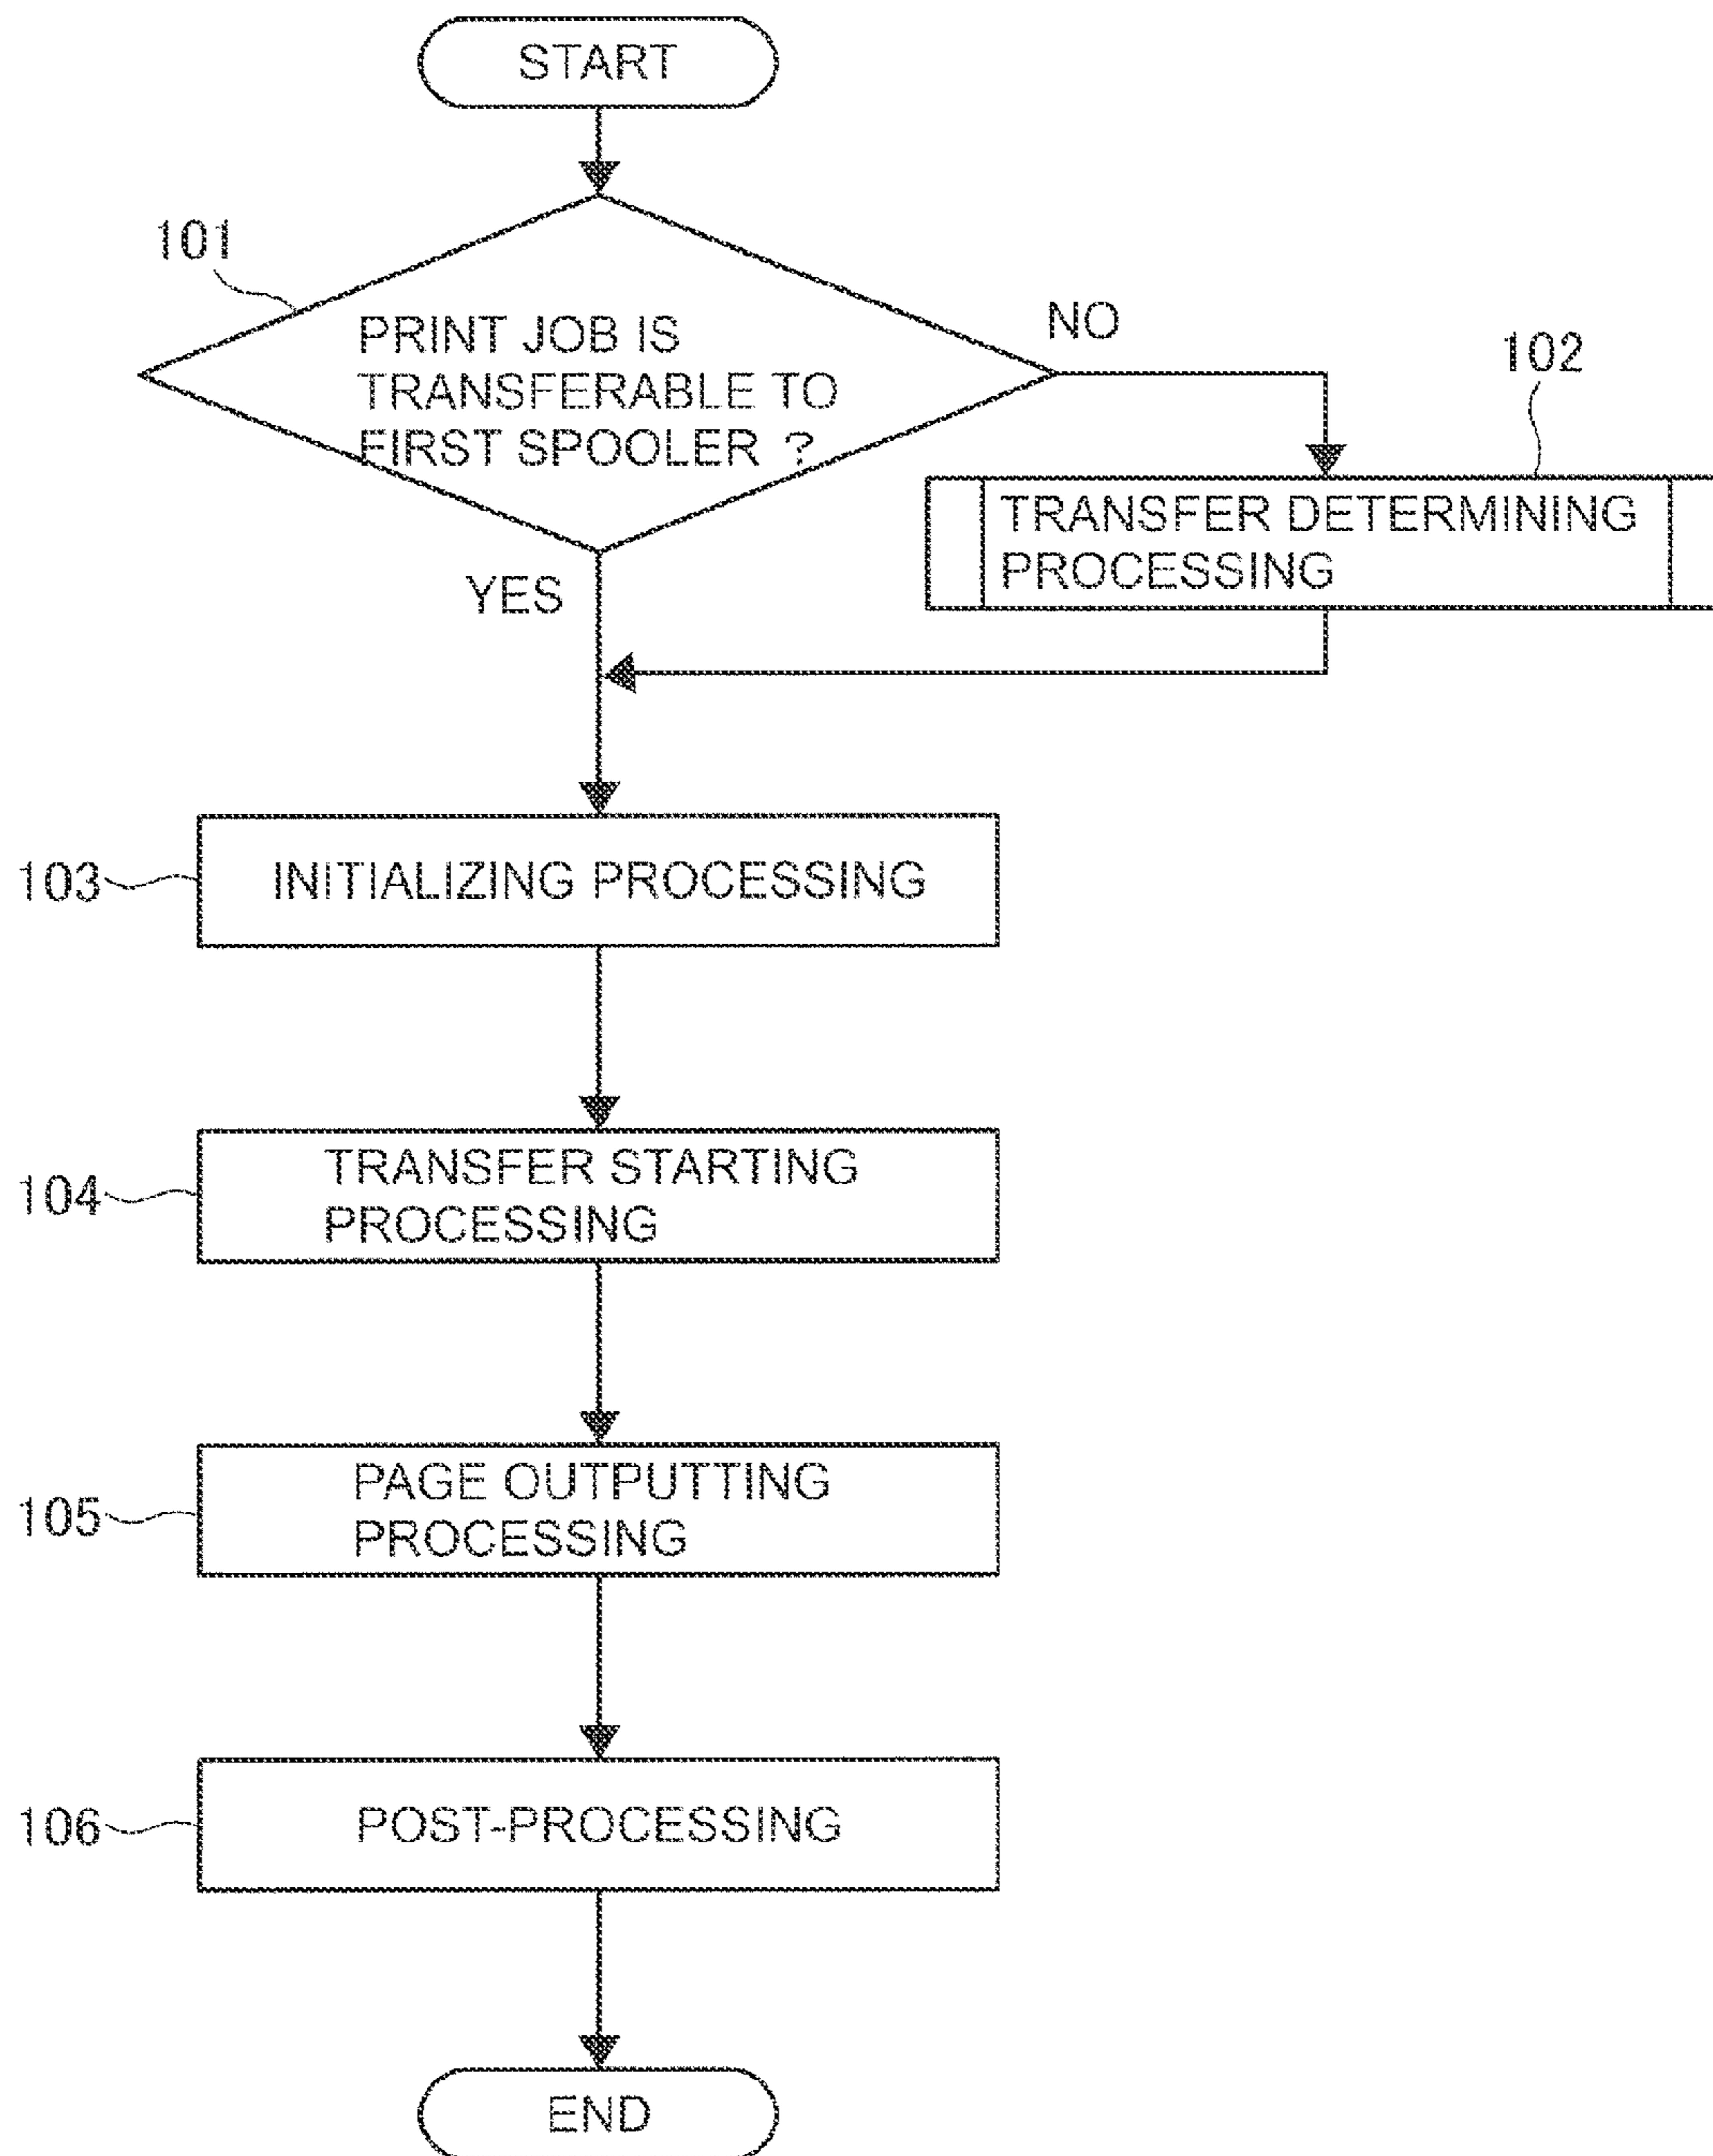 START
101
PRINT JOB IS
TRANSFERABLE TO
FIRST SPOOLER ?
NO
102
TRANSFER DETERMINING
PROCESSING
YES
103
INITIALIZING PROCESSING
104
TRANSFER STARTING
PROCESSING
105
PAGE OUTPUTTING
PROCESSING
106
POST-PROCESSING
END